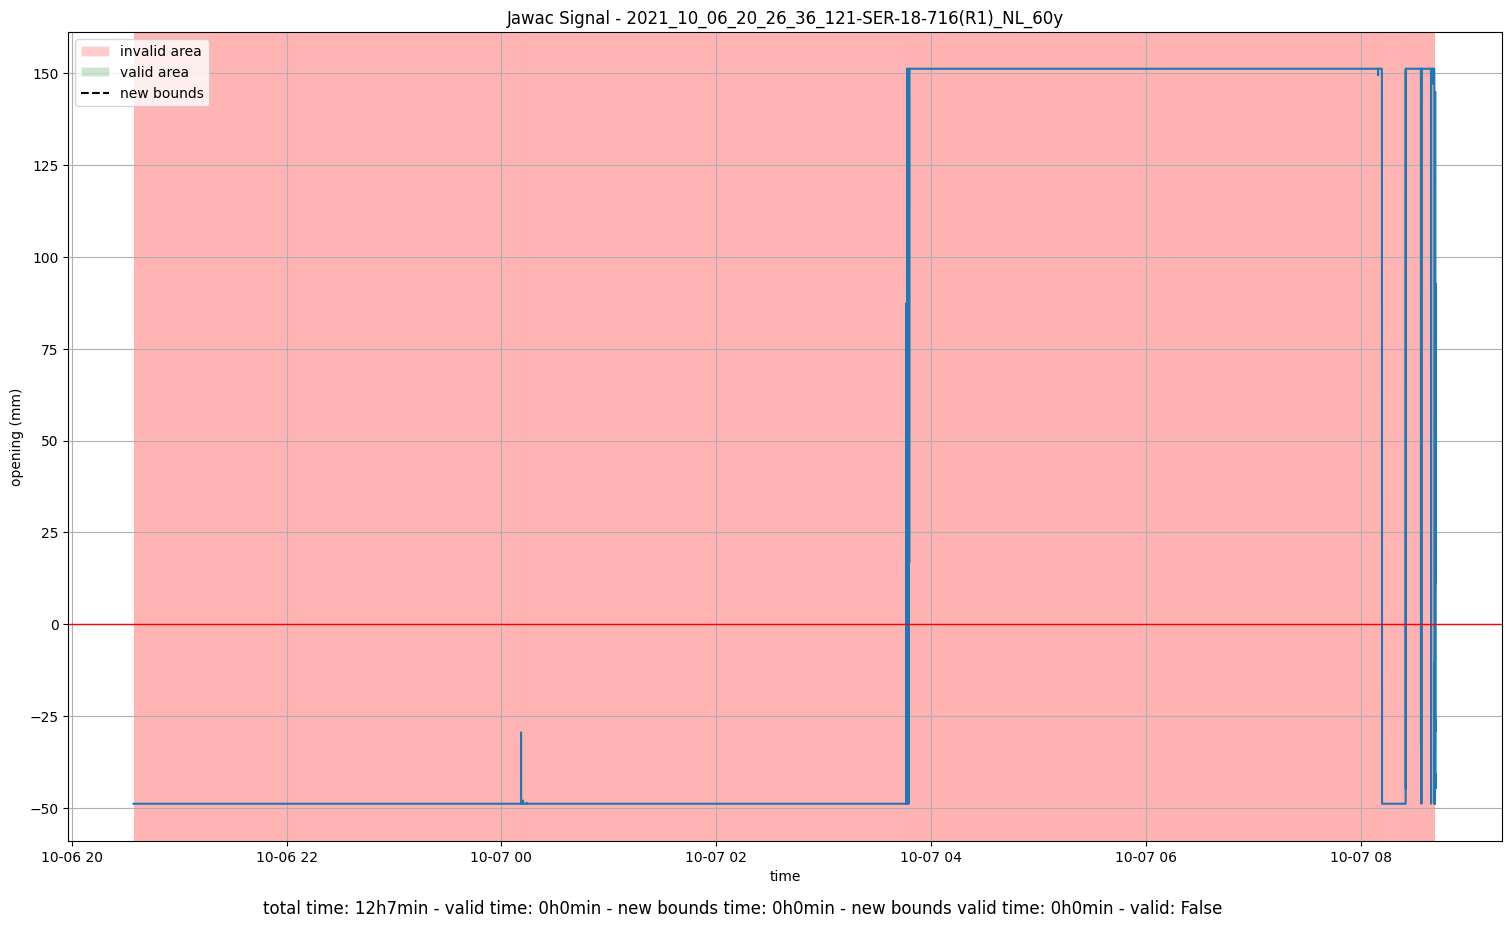 Jawac Signal - 2021_10_06_20_26_36_121-SER-18-716(R1)_NL_60y
invalid area
valid area
new bounds
150
125
100
75
50
25
0
−25
−50
opening (mm)
10-06 20
10-06 22
10-07 00
10-07 02
10-07 04
10-07 06
10-07 08
time
total time: 12h7min - valid time: 0h0min - new bounds time: 0h0min - new bounds valid time: 0h0min - valid: False